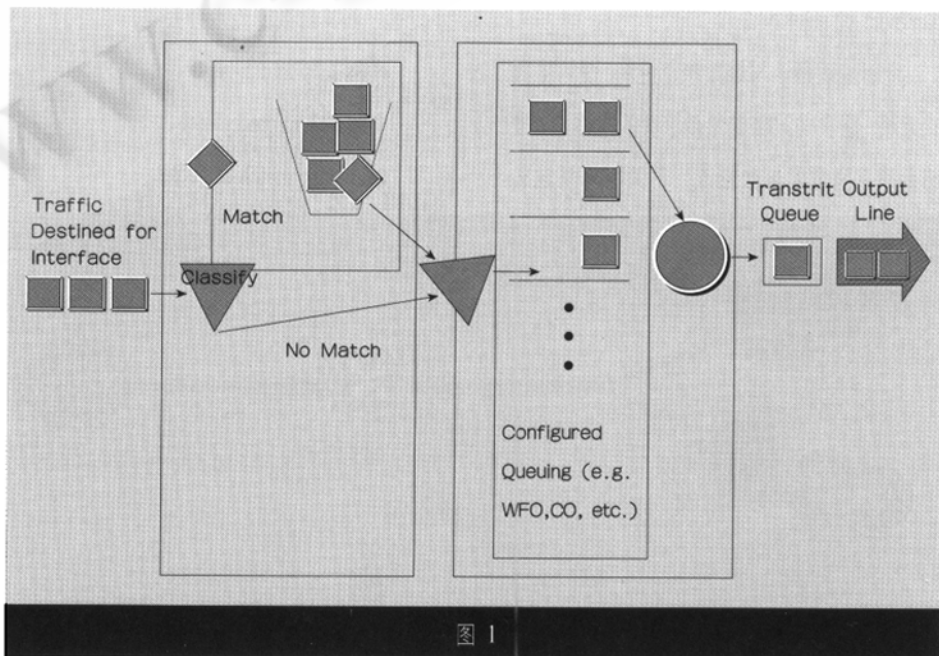 Traffic
Destined for
Interface
Match
Classify
No Match
Configured
Queuing (e.g.
WFO,CO, etc.)
Transtrit
Queue
Output
Line
图 1